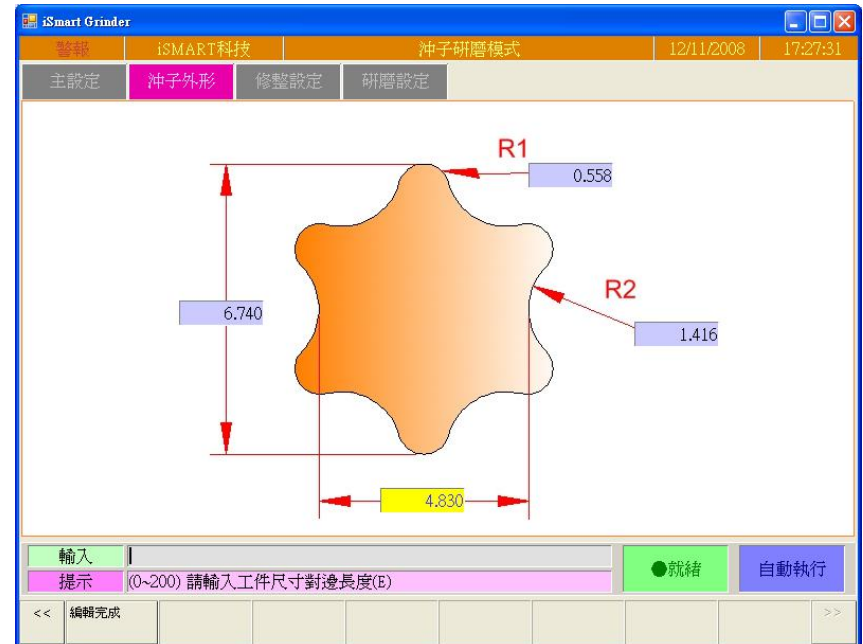 iSmart Grinder
警報 iSMART科技 沖子研磨模式 12/11/2008 17:27:31
主設定 沖子外形 修整設定 研磨設定
R1
0.558
R2
6.740
1.416
4.830
輸入
●就緒 自動執行
提示 (0~200) 請輸入工件尺寸對邊長度(E)
<< 編輯完成 >>